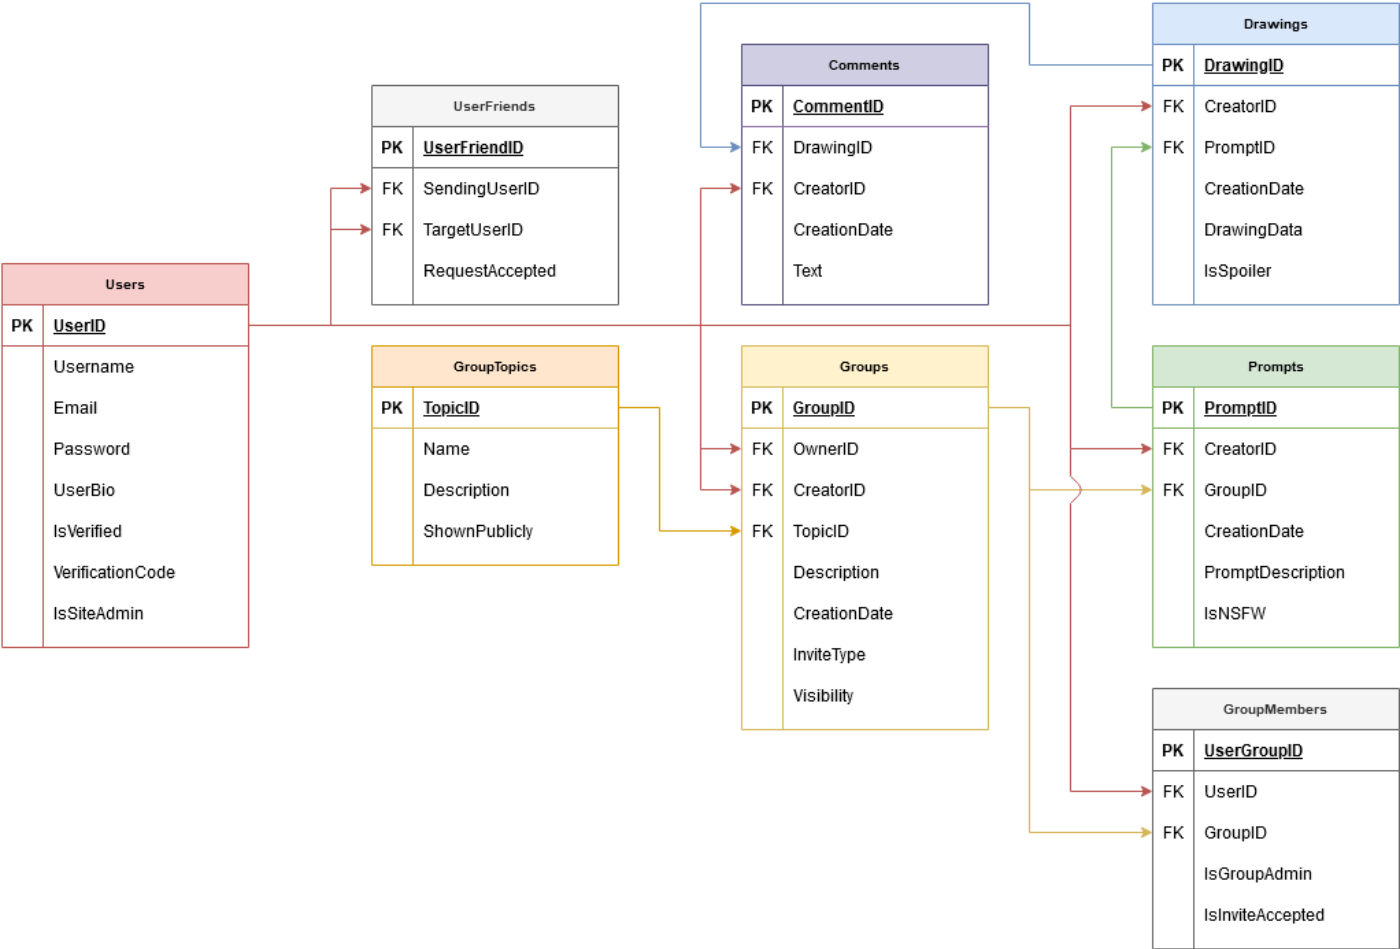 Users
PK UserID
Username
Email
Password
UserBio
IsVerified
VerificationCode
IsSiteAdmin
UserFriends
PK UserFriendID
FK SendingUserID
FK TargetUserID
RequestAccepted
GroupTopics
PK TopicID
Name
Description
ShownPublicly
Comments
PK CommentID
FK DrawingID
FK CreatorID
CreationDate
Text
Groups
PK GroupID
FK OwnerID
FK CreatorID
FK TopicID
Description
CreationDate
InviteType
Visibility
Drawings
PK DrawingID
FK CreatorID
FK PromptID
CreationDate
DrawingData
IsSpoiler
Prompts
PK PromptID
FK CreatorID
FK GroupID
CreationDate
PromptDescription
IsNSFW
GroupMembers
PK UserGroupID
FK UserID
FK GroupID
IsGroupAdmin
IsInviteAccepted